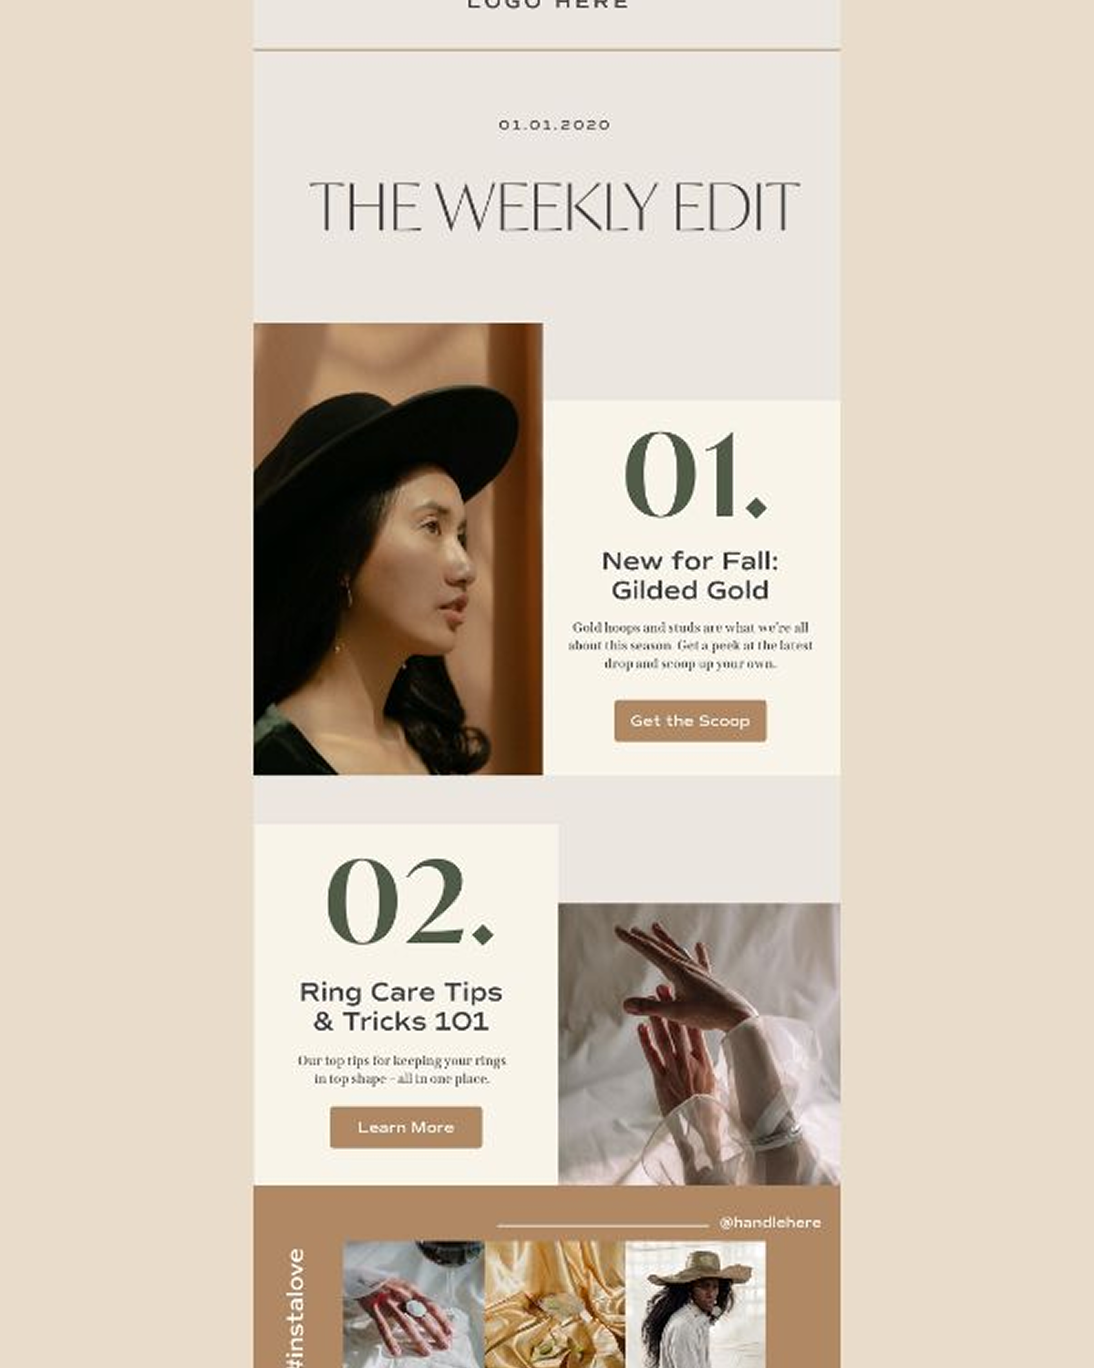 LOGO HERE
01.01.2020
THE WEEKLY EDIT
01.
New for Fall:
Gilded Gold
Gold hoops and studs are what we're all
about this season. Get a peek at the latest
drop and scoop up your own.
Get the Scoop
02.
Ring Care Tips
& Tricks 101
Our top tips for keeping your rings
in top shape – all in one place.
Learn More
@handlehere
#instalove